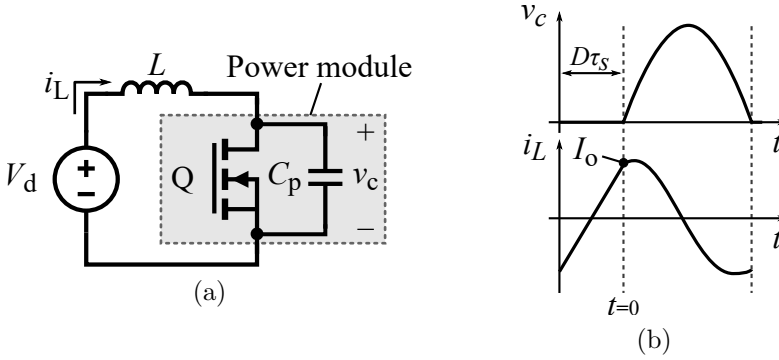 v_c
i_L
L
Power module
Dτ_s
+
V_d
+
−
Q
C_p
v_c
−
t
i_L
I_o
t
t=0
(a)
(b)